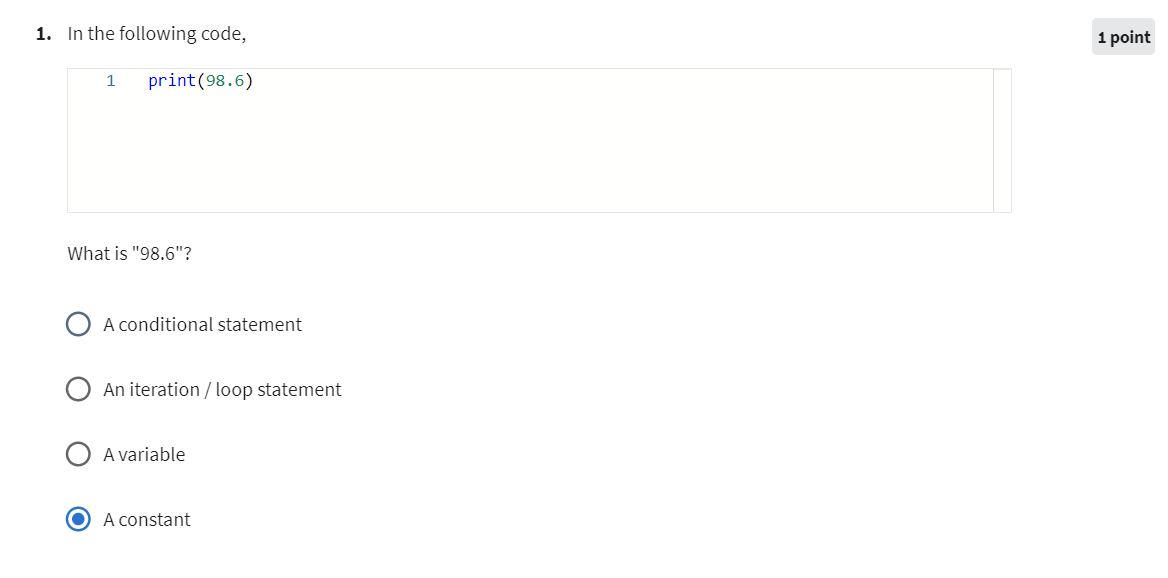 1. In the following code,
1 point
1 print(98.6)
What is "98.6"?
A conditional statement
An iteration / loop statement
A variable
A constant